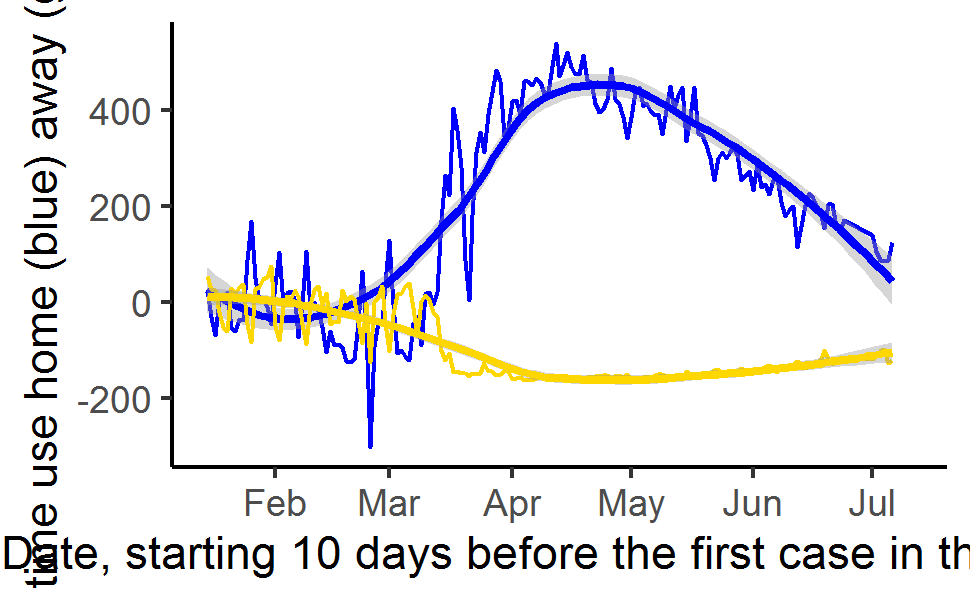 time use home (blue) away (
400
200
0
-200
Feb Mar Apr May Jun Jul
Date, starting 10 days before the first case in th